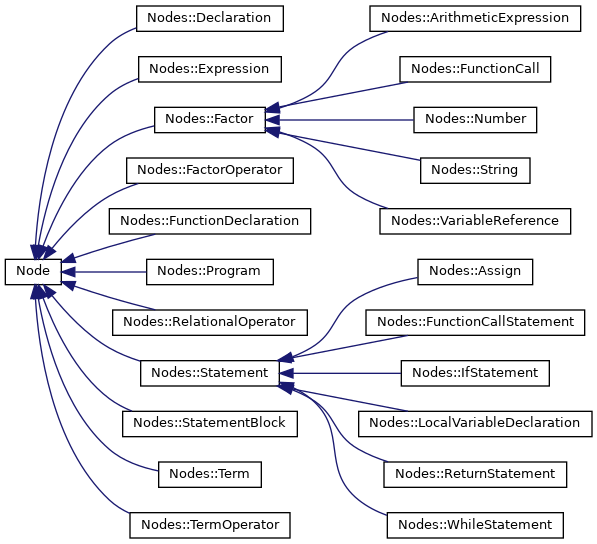 Node
Nodes::Declaration
Nodes::Expression
Nodes::Factor
Nodes::FactorOperator
Nodes::FunctionDeclaration
Nodes::Program
Nodes::RelationalOperator
Nodes::Statement
Nodes::StatementBlock
Nodes::Term
Nodes::TermOperator
Nodes::ArithmeticExpression
Nodes::FunctionCall
Nodes::Number
Nodes::String
Nodes::VariableReference
Nodes::Assign
Nodes::FunctionCallStatement
Nodes::IfStatement
Nodes::LocalVariableDeclaration
Nodes::ReturnStatement
Nodes::WhileStatement